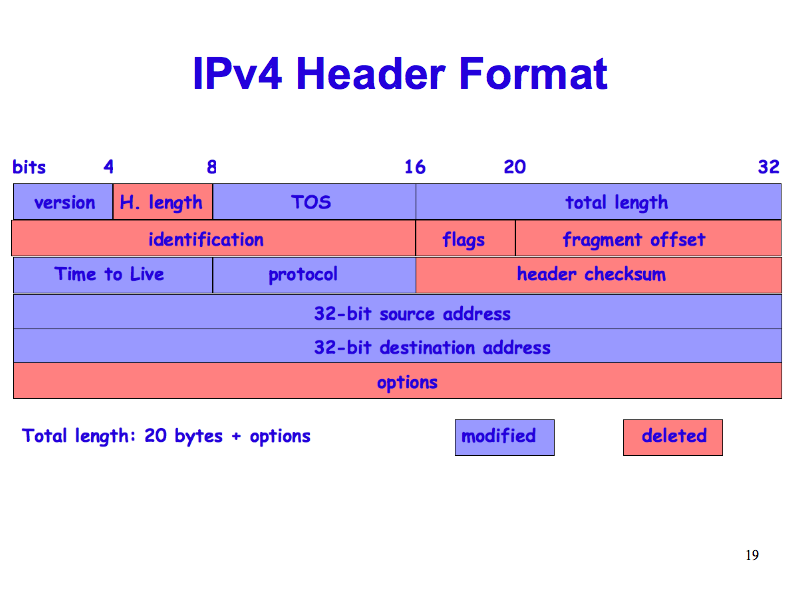 IPv4 Header Format
bits 4 8 16 20 32
version H. length TOS total length
identification flags fragment offset
Time to Live protocol header checksum
32-bit source address
32-bit destination address
options
Total length: 20 bytes + options modified deleted
19